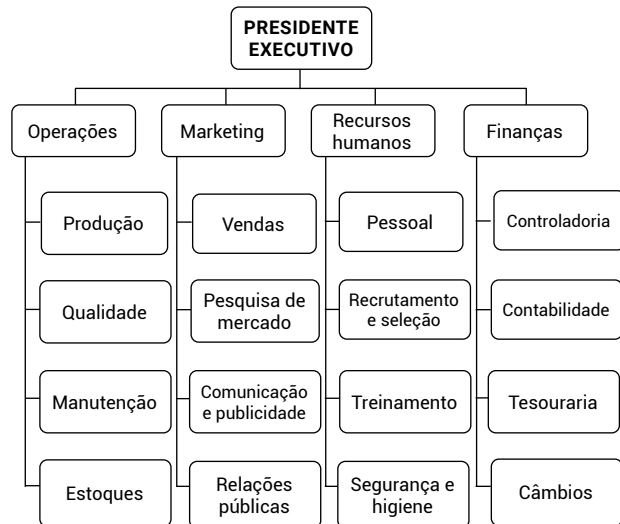 PRESIDENTE
EXECUTIVO
Operações
Marketing
Recursos
humanos
Finanças
Produção
Vendas
Pessoal
Controladoria
Qualidade
Pesquisa de
mercado
Recrutamento
e seleção
Contabilidade
Manutenção
Comunicação
e publicidade
Treinamento
Tesouraria
Estoques
Relações
públicas
Segurança e
higiene
Câmbios